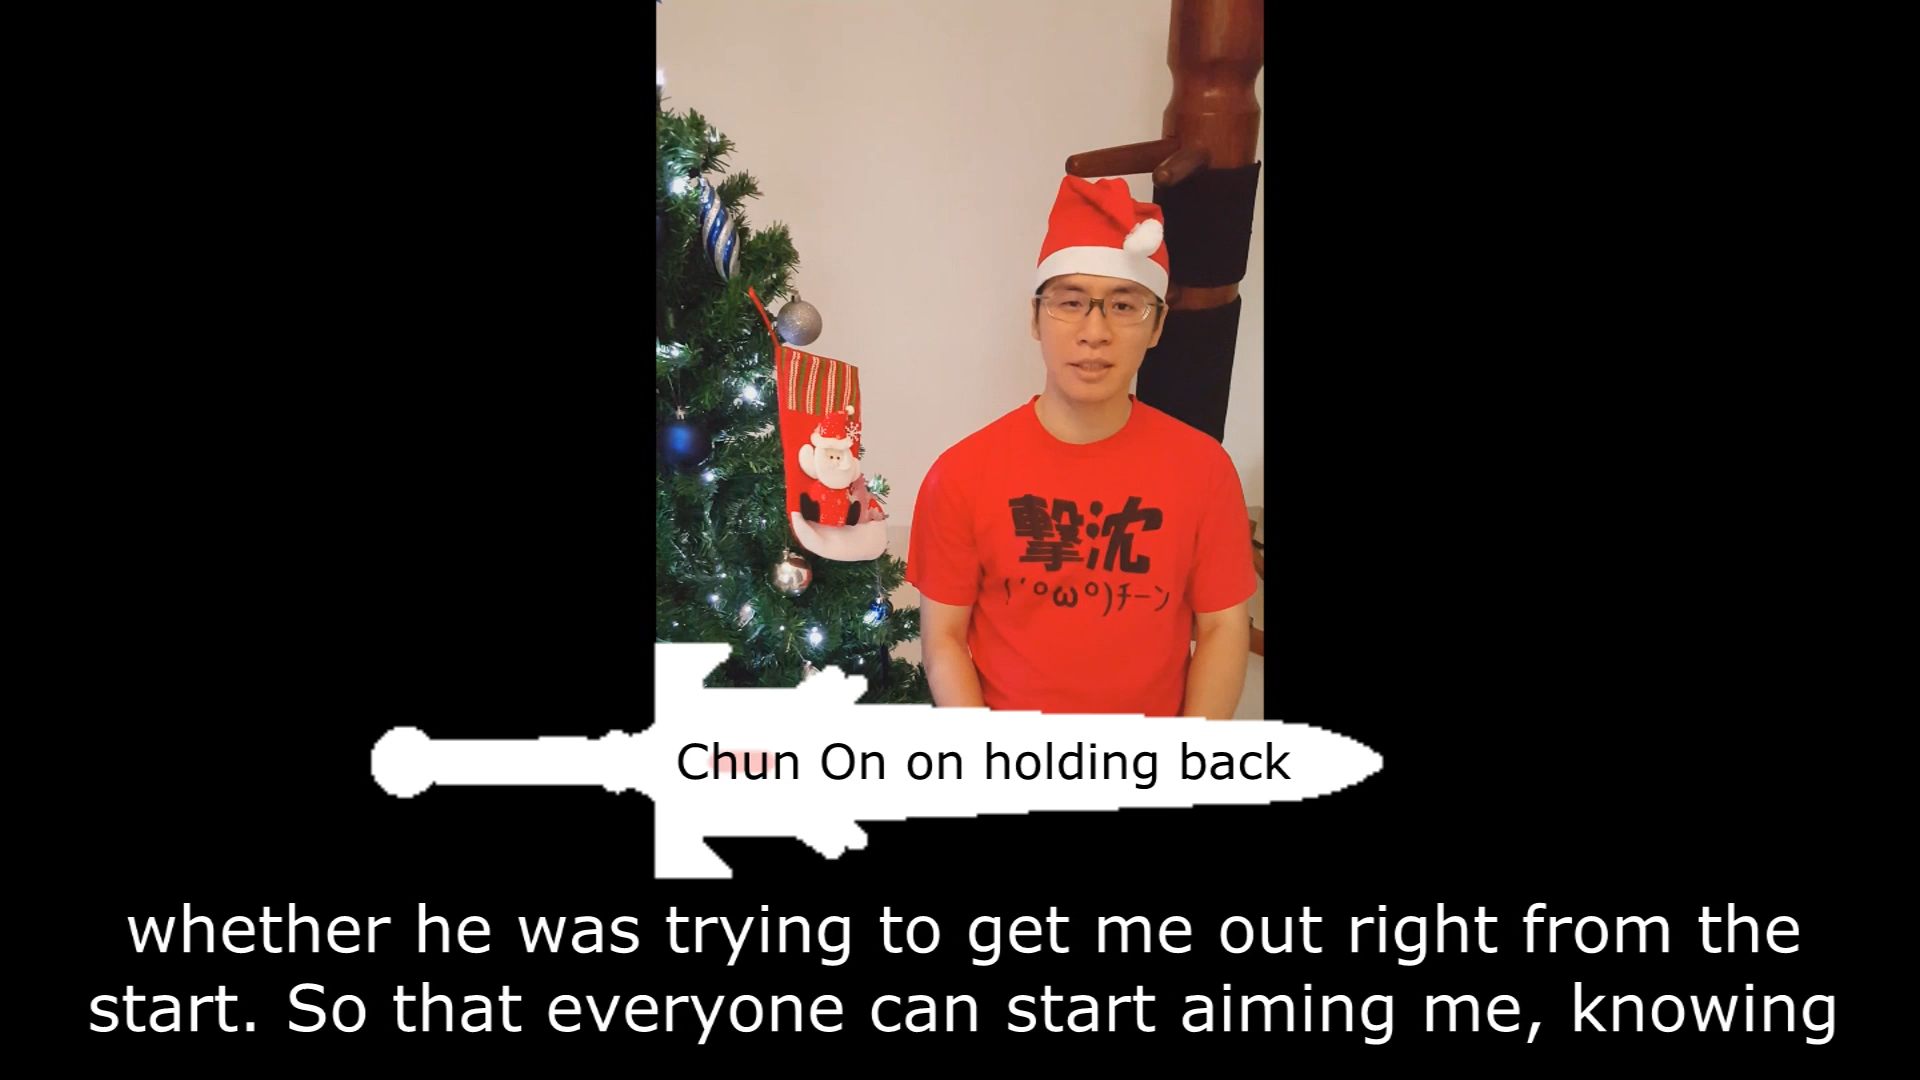 撃沈
(´ºωº)ﾁｰﾝ
Chun On on holding back
whether he was trying to get me out right from the
start. So that everyone can start aiming me, knowing